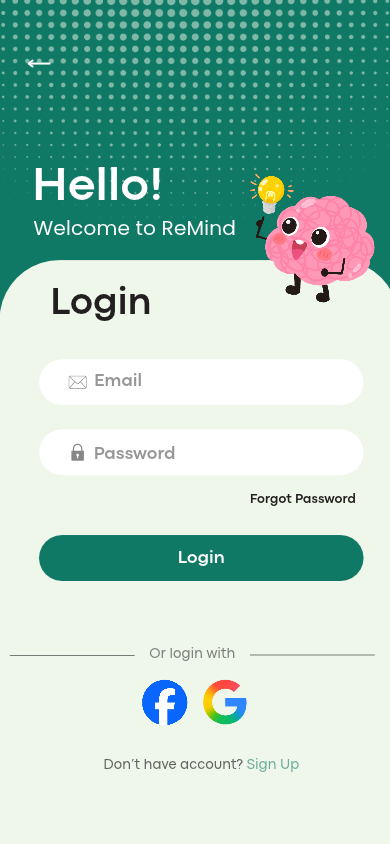 Hello!
Welcome to ReMind
Login
Email
Password
Forgot Password
Login
Or login with
Don't have account? Sign Up